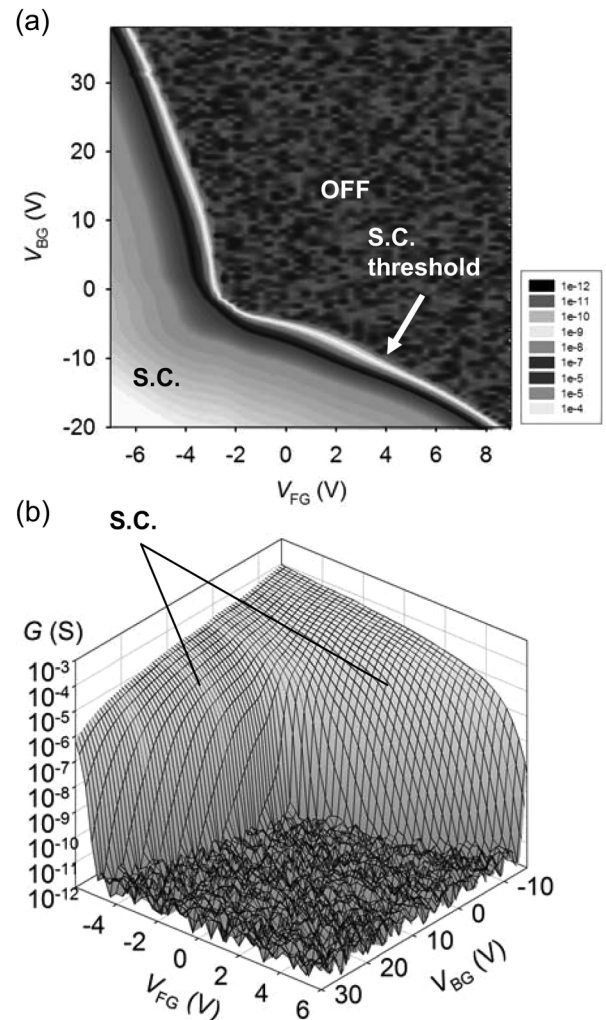 (a)
30
20
10
0
-10
-20
V_BG (V)
OFF
S.C.
threshold
S.C.
-6 -4 -2 0 2 4 6 8
V_FG (V)
1e-12
1e-11
1e-10
1e-9
1e-8
1e-7
1e-5
1e-5
1e-4
(b)
S.C.
G (S)
10⁻³
10⁻⁴
10⁻⁵
10⁻⁶
10⁻⁷
10⁻⁸
10⁻⁹
10⁻¹⁰
10⁻¹¹
10⁻¹²
-4 -2 0 2 4 6
V_FG (V)
30 20 10 0 -10
V_BG (V)